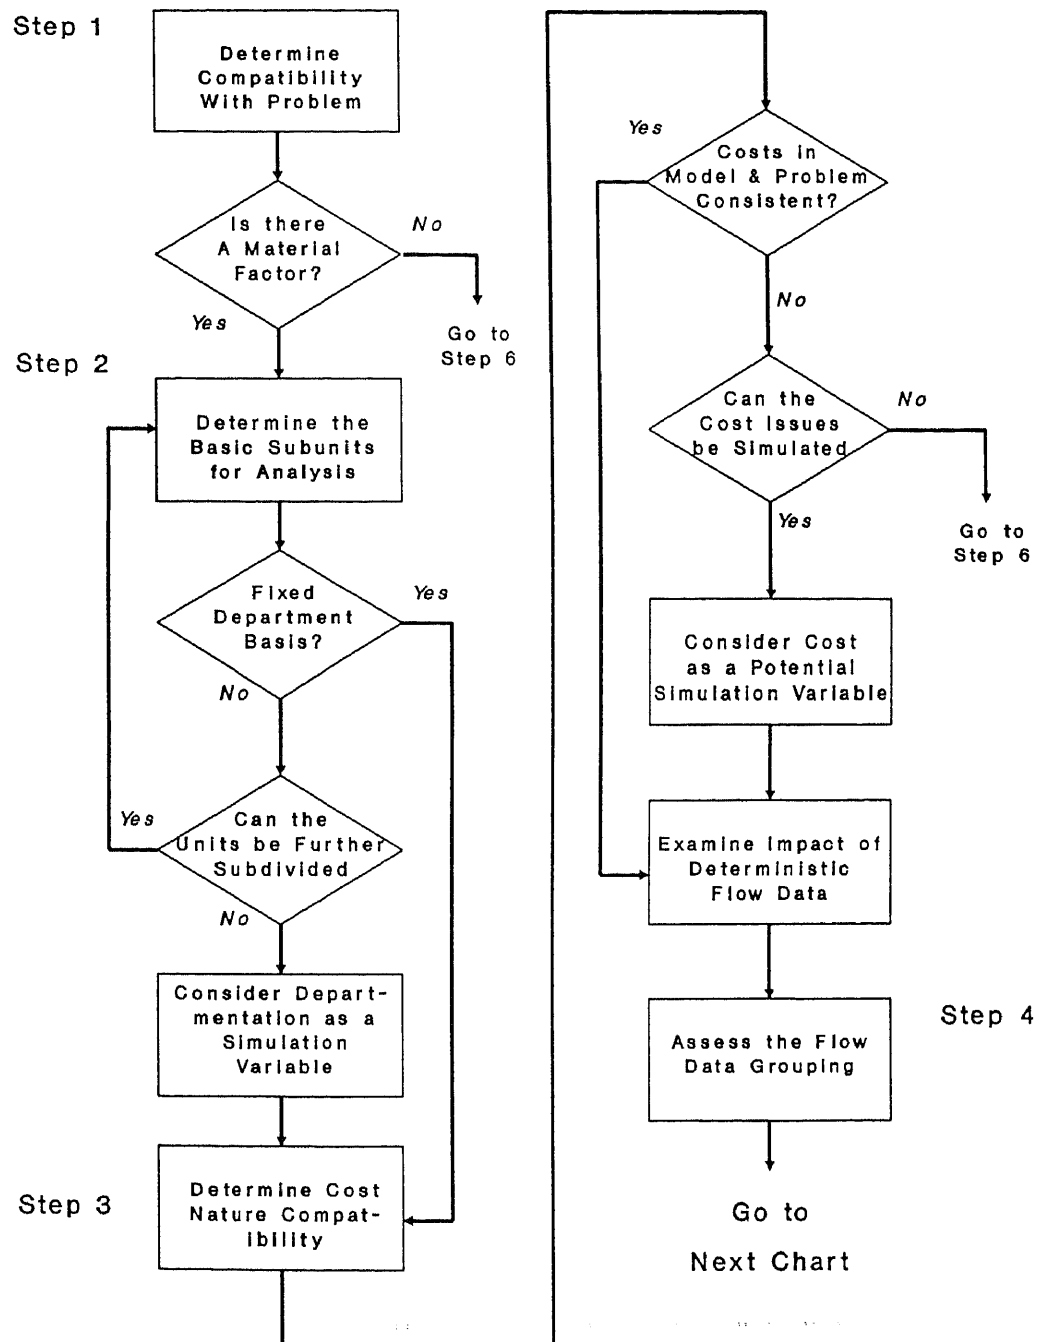 Step 1
Determine
Compatibility
With Problem
Is there
A Material
Factor?
No
Go to
Step 6
Yes
Step 2
Determine the
Basic Subunits
for Analysis
Fixed
Department
Basis?
Yes
No
Can the
Units be Further
Subdivided
Yes
No
Consider Depart-
mentation as a
Simulation
Variable
Step 3
Determine Cost
Nature Compat-
ibility
Costs in
Model & Problem
Consistent?
Yes
No
Can the
Cost Issues
be Simulated
No
Go to
Step 6
Yes
Consider Cost
as a Potential
Simulation Variable
Examine Impact of
Deterministic
Flow Data
Step 4
Assess the Flow
Data Grouping
Go to
Next Chart